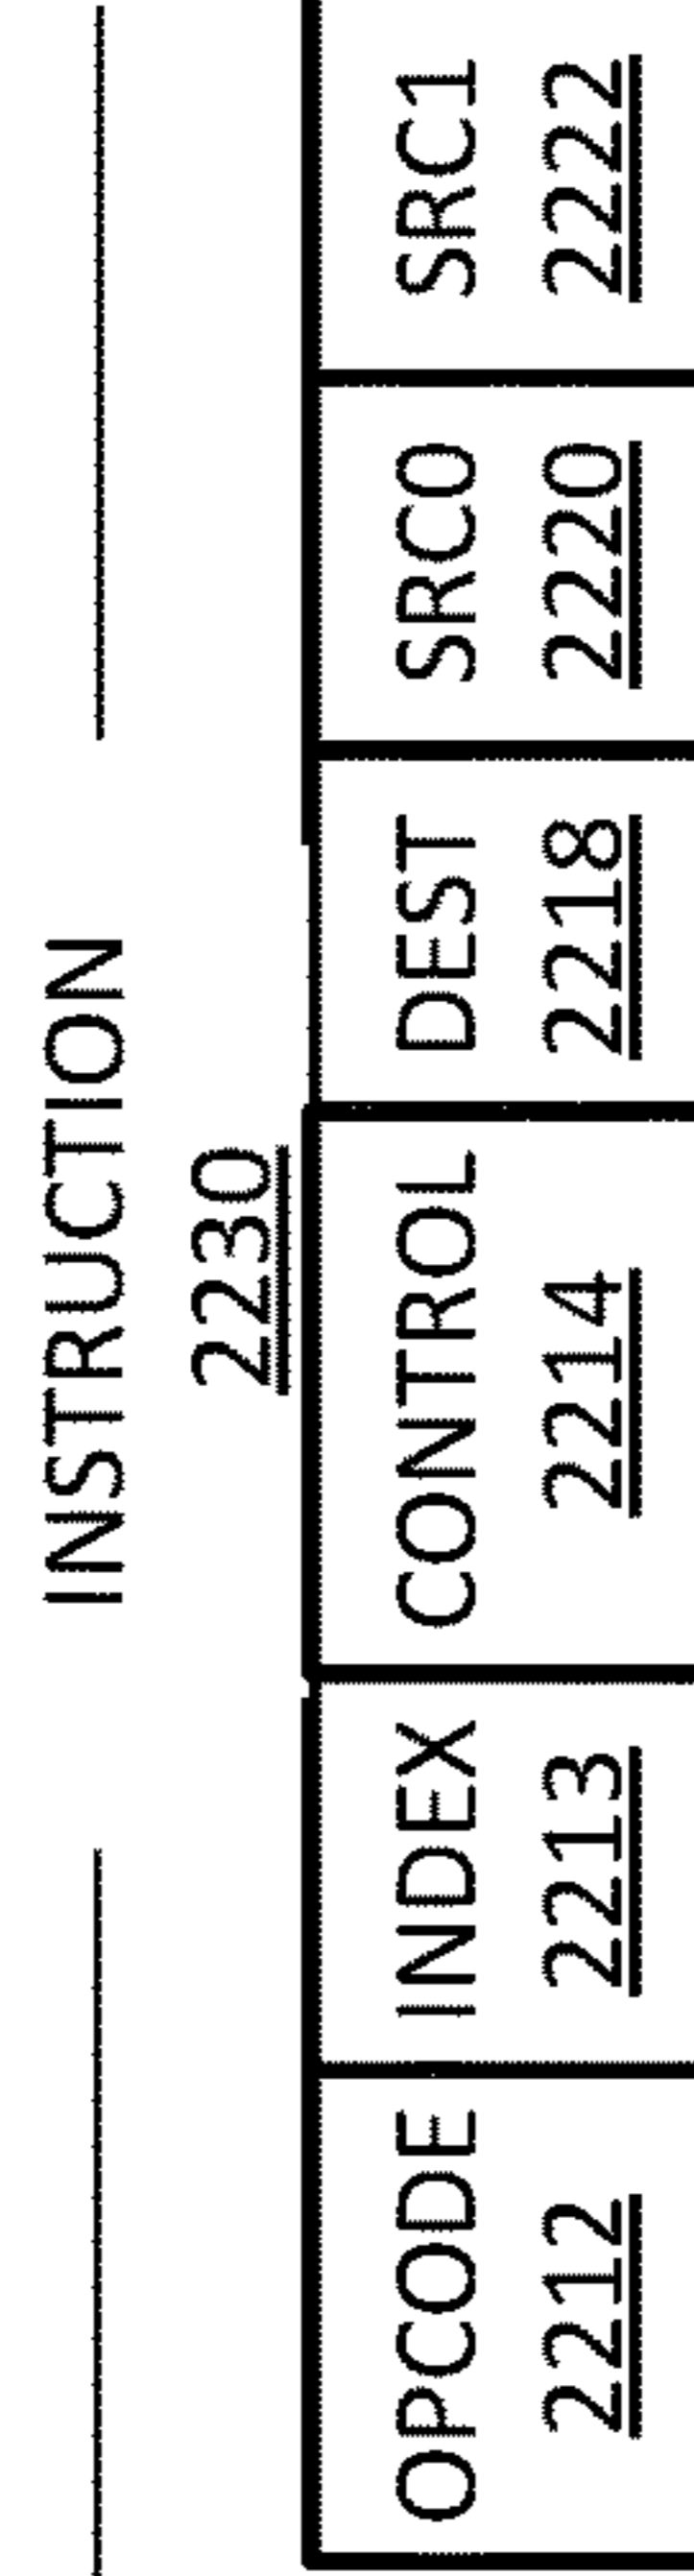 INSTRUCTION
2230
OPCODE
2212
INDEX
2213
CONTROL
2214
DEST
2218
SRC0
2220
SRC1
2222